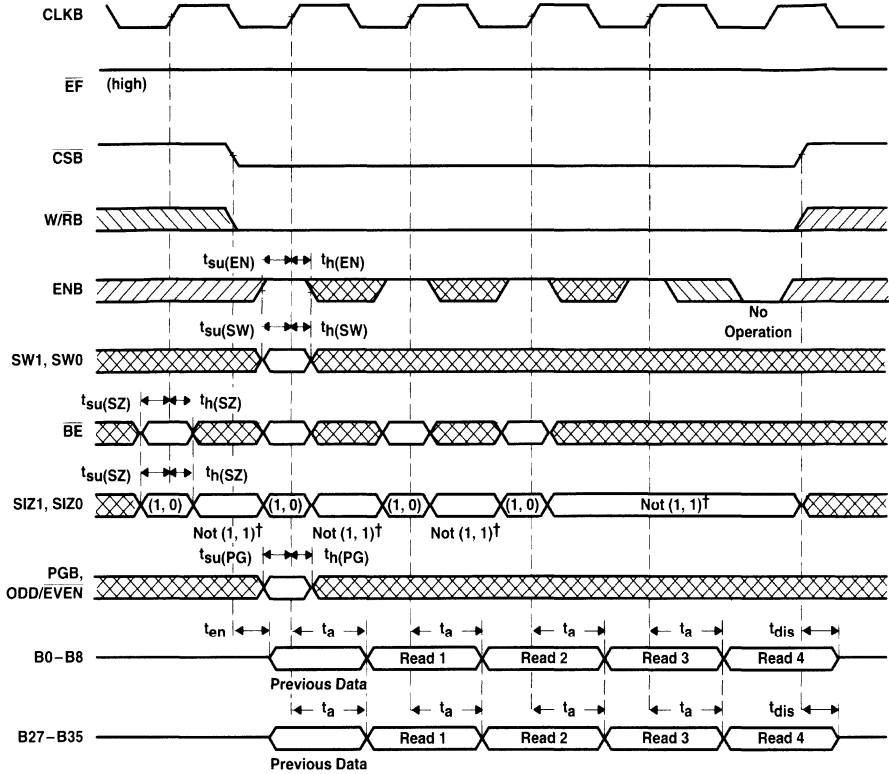 CLKB
EF (high)
CSB
W/RB
tsu(EN) th(EN)
ENB
No
Operation
tsu(SW) th(SW)
SW1, SW0
tsu(SZ) th(SZ)
BE
tsu(SZ) th(SZ)
SIZ1, SIZ0 (1, 0) (1, 0) (1, 0) (1, 0) Not (1, 1)†
Not (1, 1)† Not (1, 1)† Not (1, 1)†
tsu(PG) th(PG)
PGB,
ODD/EVEN
ten ta ta ta ta tdis
B0–B8 Read 1 Read 2 Read 3 Read 4
Previous Data
ta ta ta ta tdis
B27–B35 Read 1 Read 2 Read 3 Read 4
Previous Data